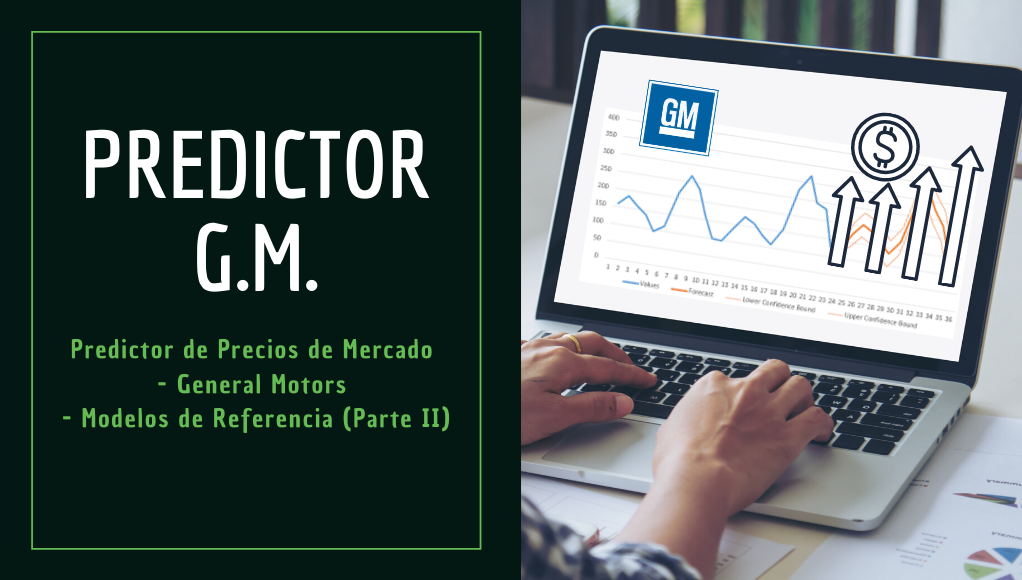 PREDICTOR
G.M.
Predictor de Precios de Mercado
- General Motors
- Modelos de Referencia (Parte II)
GM
$
400
350
300
250
200
150
100
50
0
1 2 3 4 5 6 7 8 9 10 11 12 13 14 15 16 17 18 19 20 21 22 23 24 25 26 27 28 29 30 31 32 33 34 35 36
Values Forecast Lower Confidence Bound Upper Confidence Bound